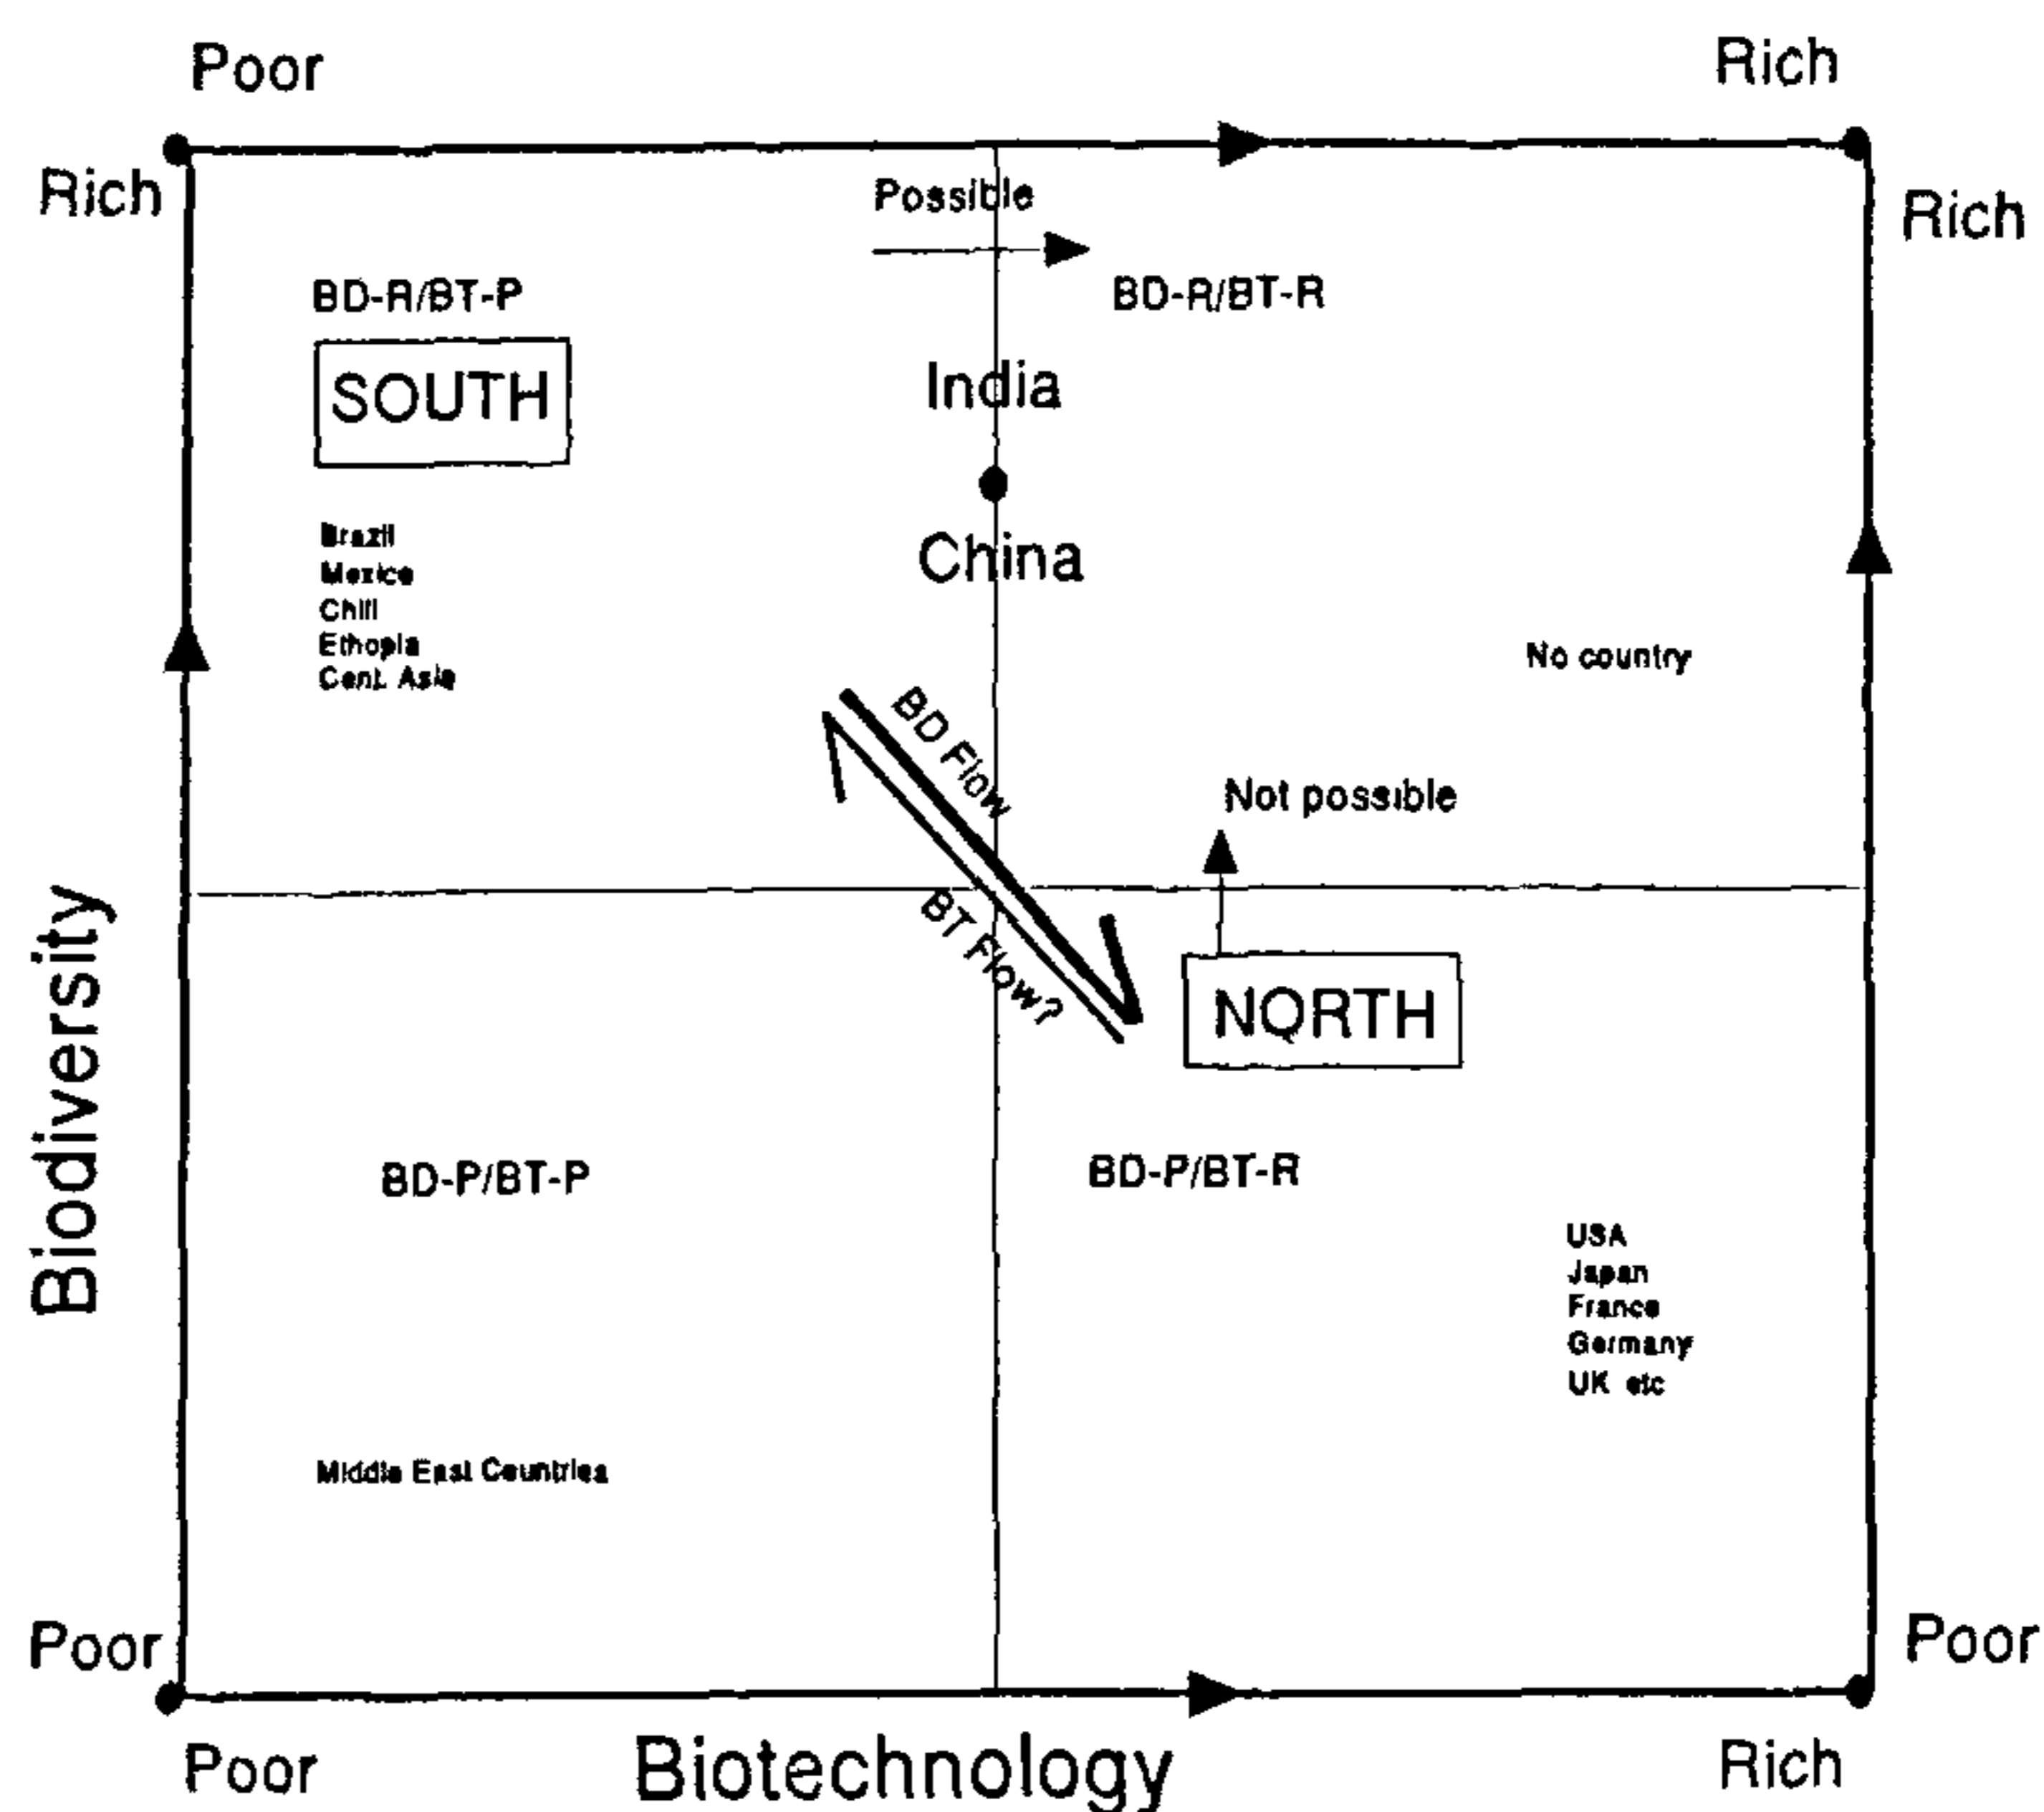 Poor
Rich
Rich
Rich
Possible
BD-R/BT-P
BD-R/BT-R
SOUTH
India
China
Brazil
Mexico
Chili
Ethopia
Cent. Asia
No country
BD Flow
BT Flow?
Not possible
NORTH
Biodiversity
BD-P/BT-P
BD-P/BT-R
USA
Japan
France
Germany
UK etc
Middle East Countries
Poor
Poor
Poor
Biotechnology
Rich